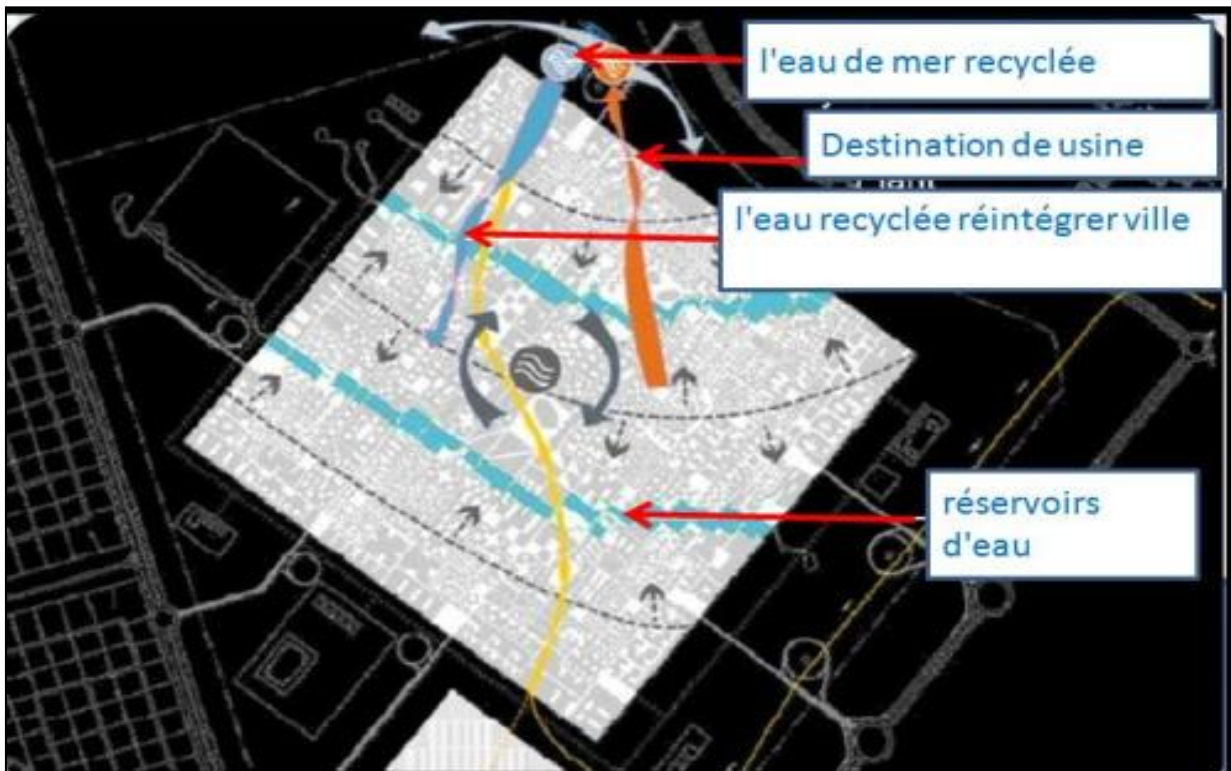 l'eau de mer recyclée
Destination de usine
l'eau recyclée réintégrer ville
réservoirs
d'eau